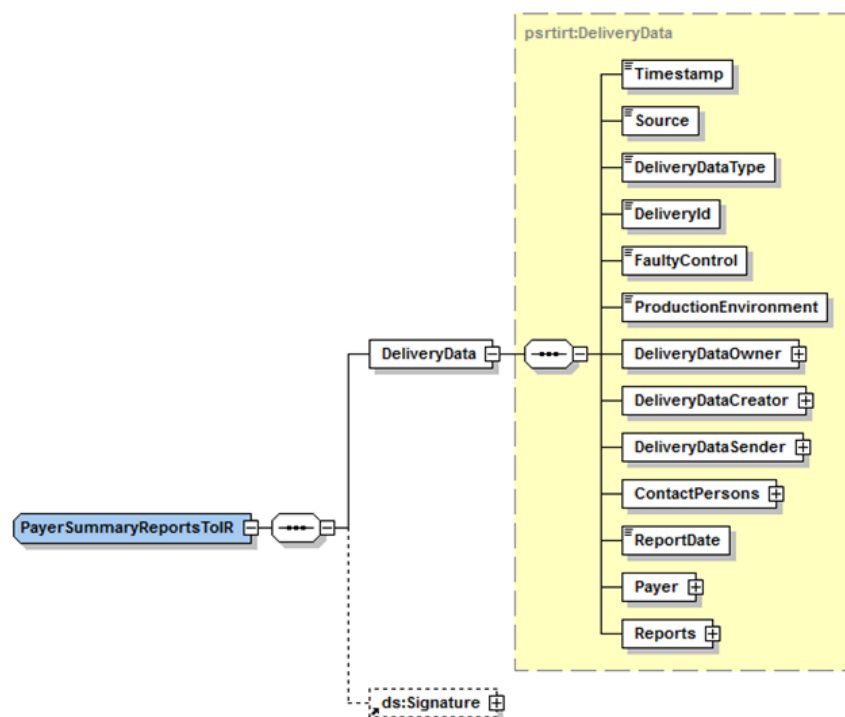 psrtirt:DeliveryData
Timestamp
Source
DeliveryDataType
DeliveryId
FaultyControl
ProductionEnvironment
DeliveryData
DeliveryDataOwner
DeliveryDataCreator
DeliveryDataSender
ContactPersons
PayerSummaryReportsToIR
ReportDate
Payer
Reports
ds:Signature